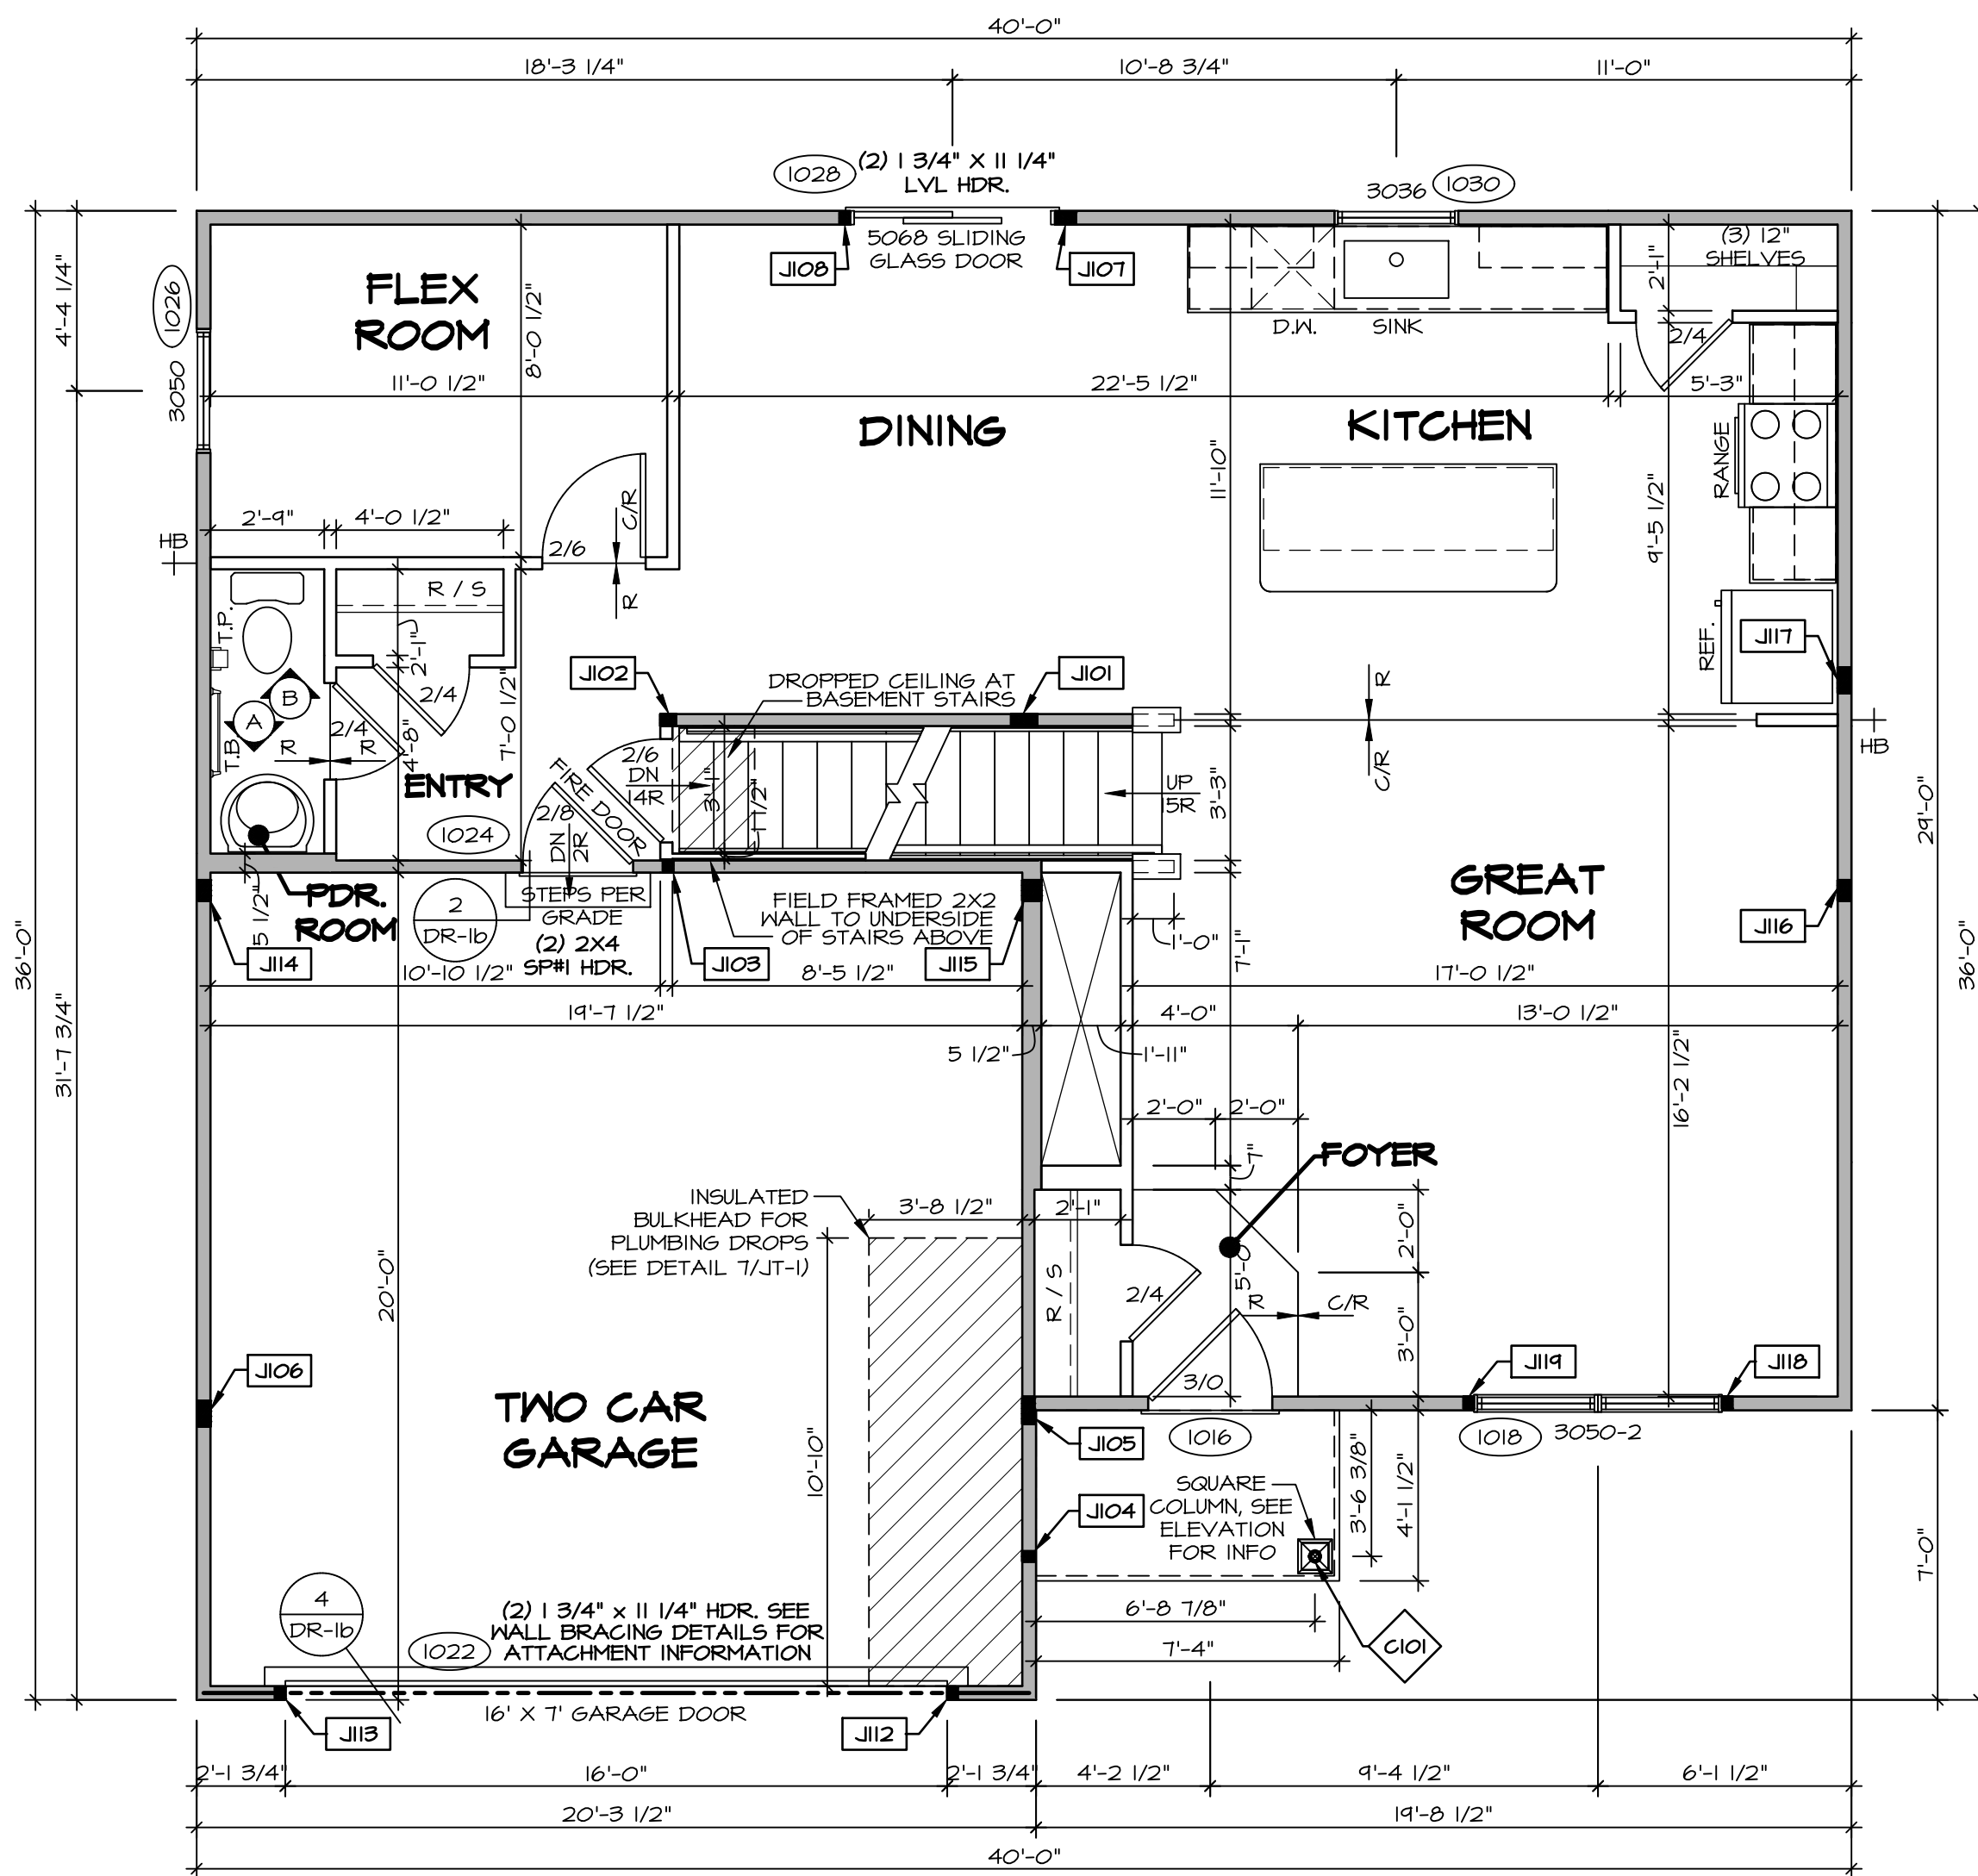 40'-0"
18'-3 1/4"
10'-8 3/4"
11'-0"
1028
(2) 1 3/4" X 11 1/4"
LVL HDR.
3036
1030
5068 SLIDING
GLASS DOOR
J108
J107
(3) 12"
SHELVES
2'-1"
D.W.
SINK
2/4
4'-4 1/4"
1026
3050
FLEX
ROOM
8'-0 1/2"
11'-0 1/2"
22'-5 1/2"
5'-3"
DINING
KITCHEN
RANGE
11'-10"
9'-5 1/2"
2'-9"
4'-0 1/2"
HB
2/6
C/R
R
R / S
T.P.
2'-1"
B
A
2/4
2/4
T.B.
R
R
4'-8"
7'-0 1/2"
ENTRY
1024
J102
DROPPED CEILING AT
BASEMENT STAIRS
J101
REF.
J117
R
C/R
HB
2/6
DN
14R
FIRE DOOR
2/8
DN
2R
3'-1"
1 1/2"
UP
15R
3'-3"
29'-0"
36'-0"
36'-0"
31'-7 3/4"
5 1/2"
PDR.
ROOM
2
DR-1b
STEPS PER
GRADE
(2) 2X4
SP#1 HDR.
FIELD FRAMED 2X2
WALL TO UNDERSIDE
OF STAIRS ABOVE
GREAT
ROOM
J114
J103
J115
J116
1'-0"
7'-1"
10'-10 1/2"
8'-5 1/2"
17'-0 1/2"
19'-7 1/2"
4'-0"
13'-0 1/2"
5 1/2"
1'-11"
16'-2 1/2"
2'-0"
2'-0"
7"
FOYER
INSULATED
BULKHEAD FOR
PLUMBING DROPS
(SEE DETAIL 7/JT-1)
3'-8 1/2"
2'-1"
20'-0"
5'-0"
2'-0"
R / S
2/4
R
C/R
3'-0"
3/0
J119
J118
J106
TWO CAR
GARAGE
10'-10"
J105
1016
1018
3050-2
J104
SQUARE
COLUMN, SEE
ELEVATION
FOR INFO
3'-6 3/8"
4'-1 1/2"
7'-0"
4
DR-1b
(2) 1 3/4" x 11 1/4" HDR. SEE
WALL BRACING DETAILS FOR
ATTACHMENT INFORMATION
1022
6'-8 7/8"
7'-4"
C101
16' X 7' GARAGE DOOR
J113
J112
2'-1 3/4"
16'-0"
2'-1 3/4"
4'-2 1/2"
9'-4 1/2"
6'-1 1/2"
20'-3 1/2"
19'-8 1/2"
40'-0"